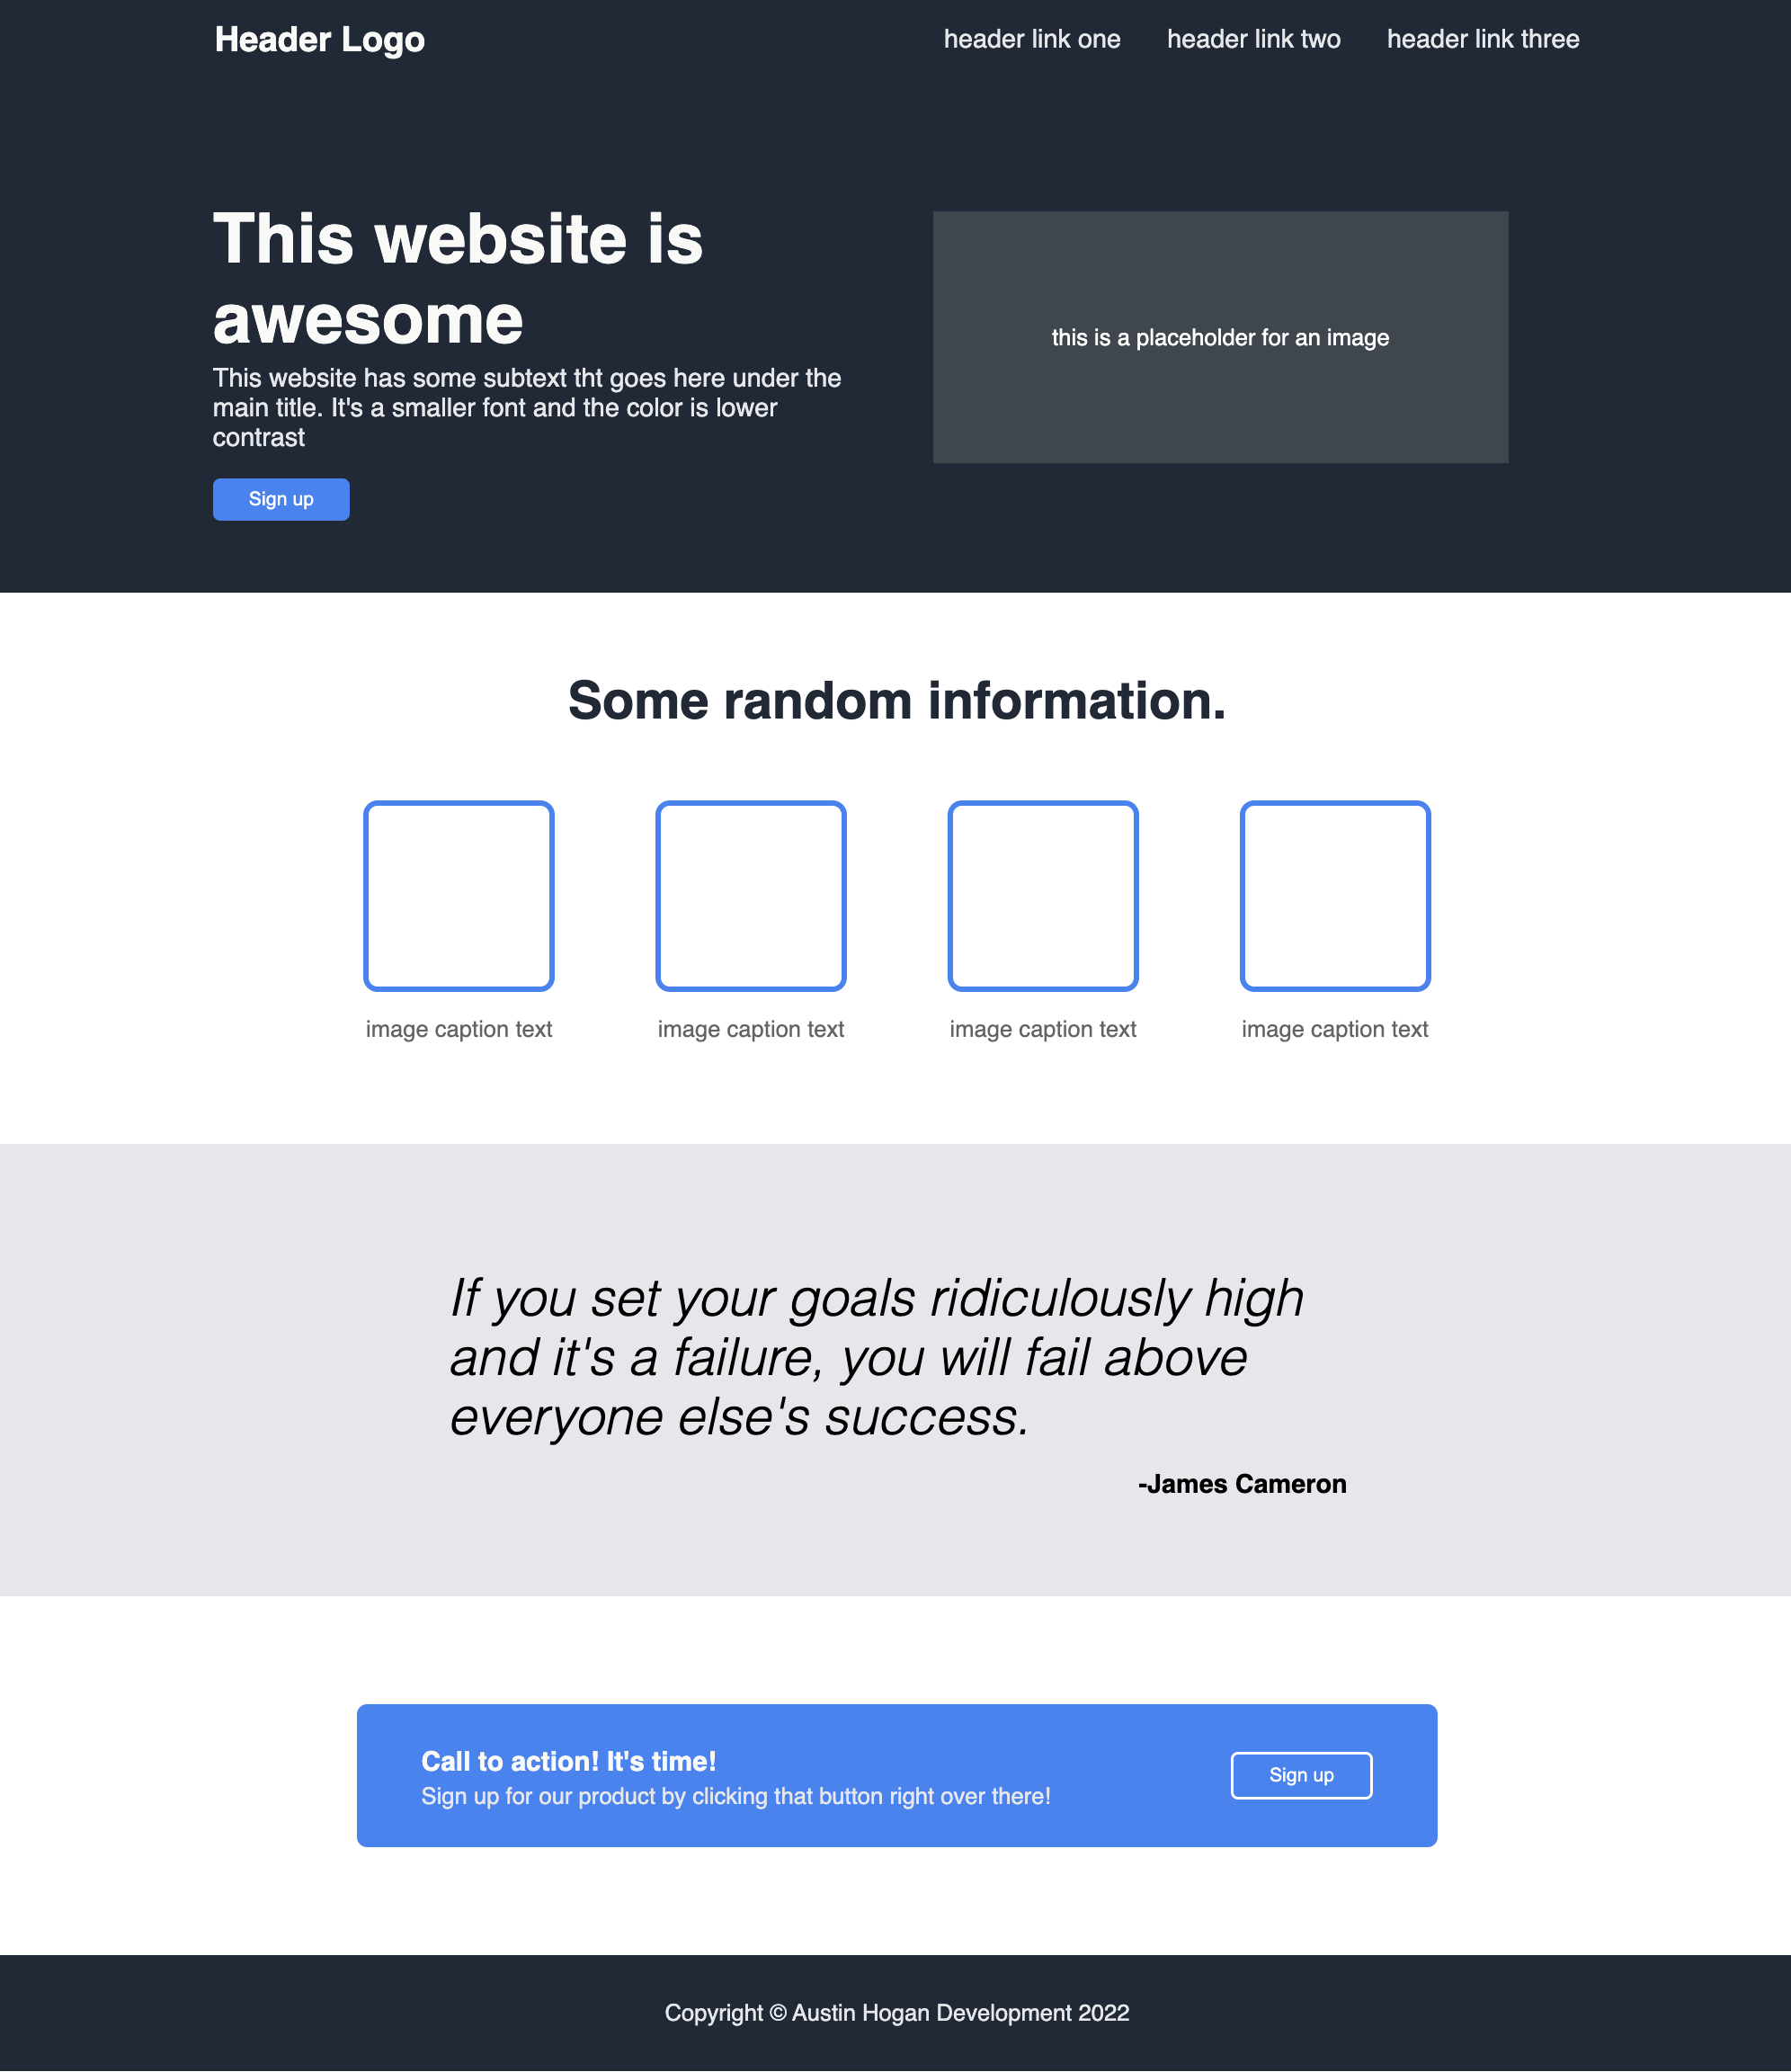 Header Logo
header link one
header link two
header link three
This website is
awesome
This website has some subtext tht goes here under the
main title. It's a smaller font and the color is lower
contrast
Sign up
this is a placeholder for an image
Some random information.
image caption text
image caption text
image caption text
image caption text
If you set your goals ridiculously high
and it's a failure, you will fail above
everyone else's success.
-James Cameron
Call to action! It's time!
Sign up for our product by clicking that button right over there!
Sign up
Copyright © Austin Hogan Development 2022